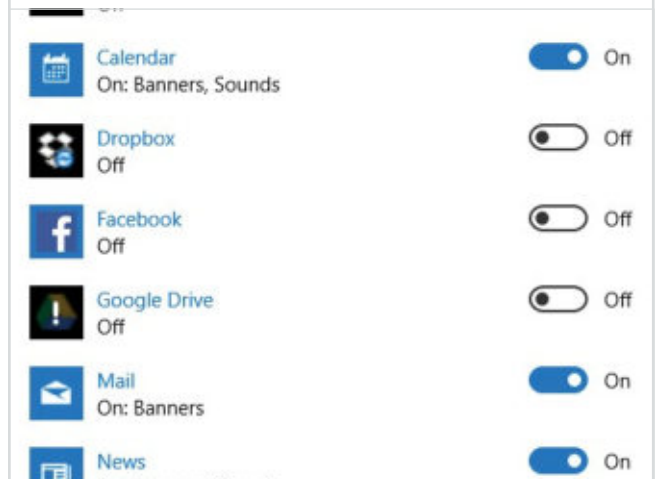 Calendar
On: Banners, Sounds
On
Dropbox
Off
Off
Facebook
Off
Off
Google Drive
Off
Off
Mail
On: Banners
On
News
On